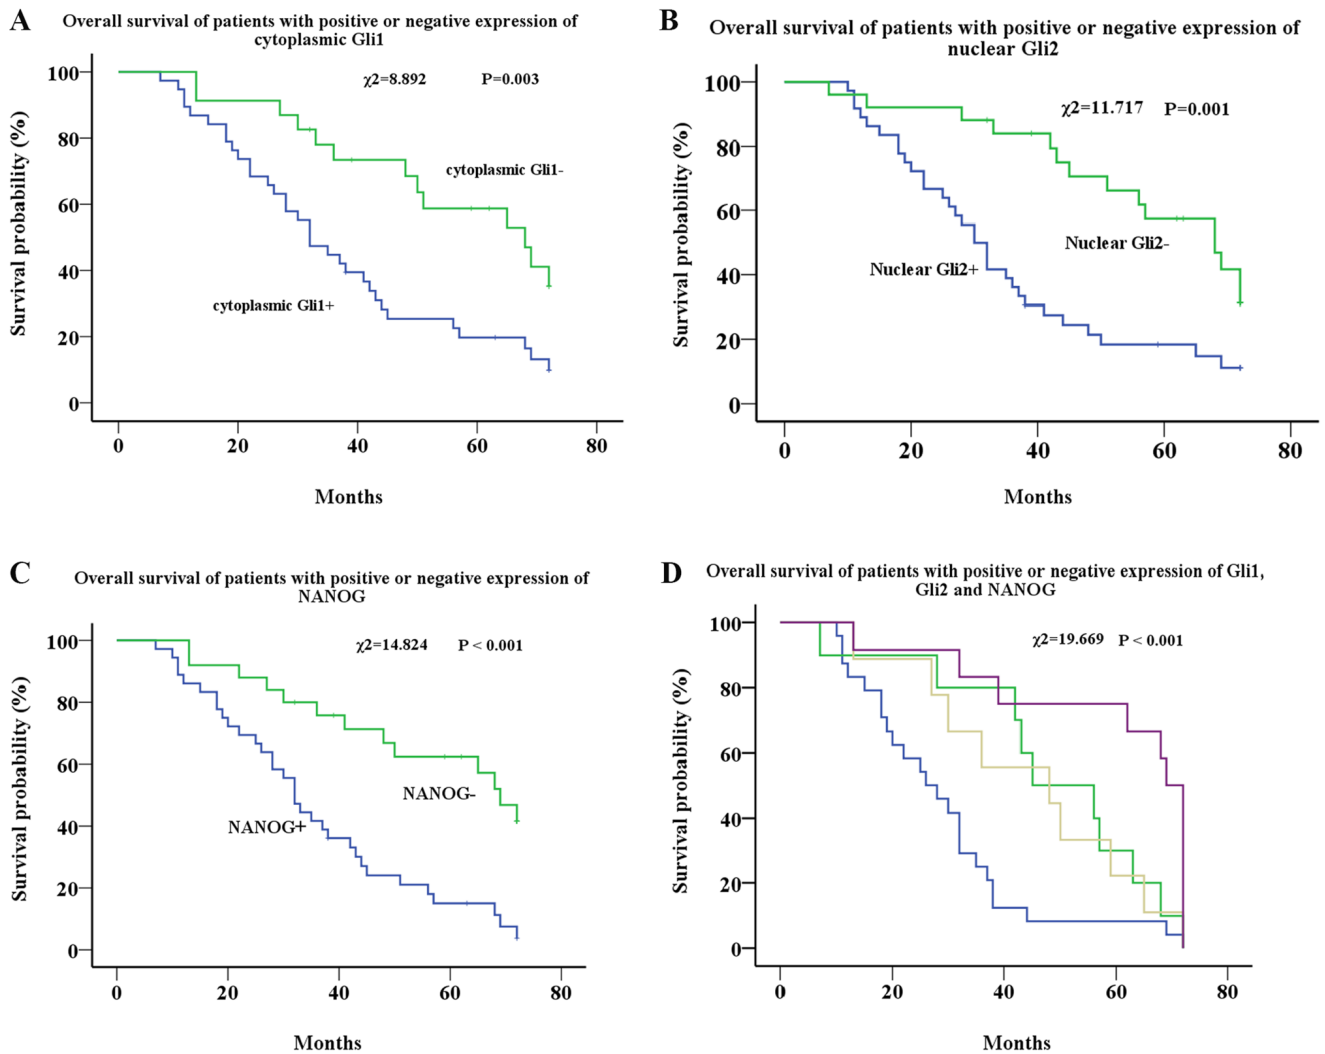 A
Overall survival of patients with positive or negative expression of
cytoplasmic Gli1
χ2=8.892 P=0.003
cytoplasmic Gli1-
cytoplasmic Gli1+
Survival probability (%)
100
80
60
40
20
0
0 20 40 60 80
Months
B
Overall survival of patients with positive or negative expression of
nuclear Gli2
χ2=11.717 P=0.001
Nuclear Gli2-
Nuclear Gli2+
Survival probability (%)
100
80
60
40
20
0
0 20 40 60 80
Months
C
Overall survival of patients with positive or negative expression of
NANOG
χ2=14.824 P < 0.001
NANOG-
NANOG+
Survival probability (%)
100
80
60
40
20
0
0 20 40 60 80
Months
D
Overall survival of patients with positive or negative expression of Gli1,
Gli2 and NANOG
χ2=19.669 P < 0.001
Survival probability (%)
100
80
60
40
20
0
0 20 40 60 80
Months